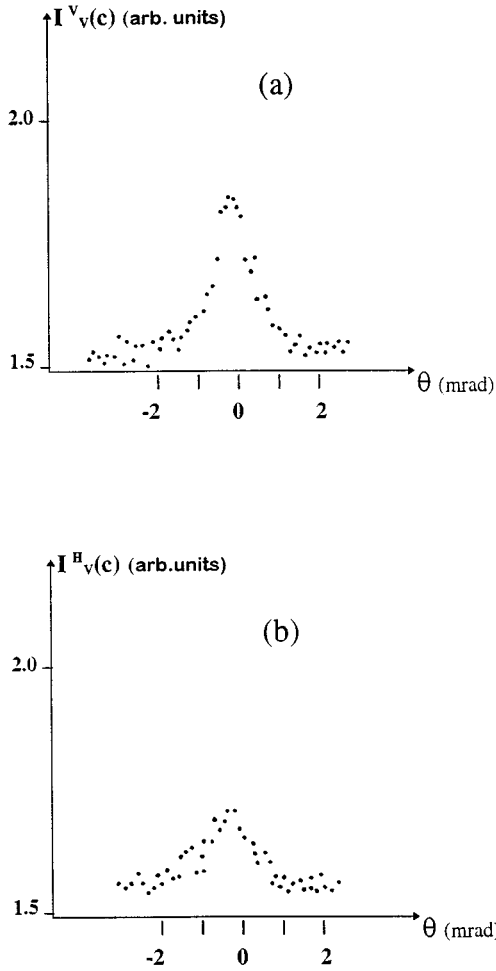 I V V(c) (arb. units)
(a)
2.0
1.5
-2 0 2
θ (mrad)
I H V(c) (arb.units)
(b)
2.0
1.5
-2 0 2
θ (mrad)